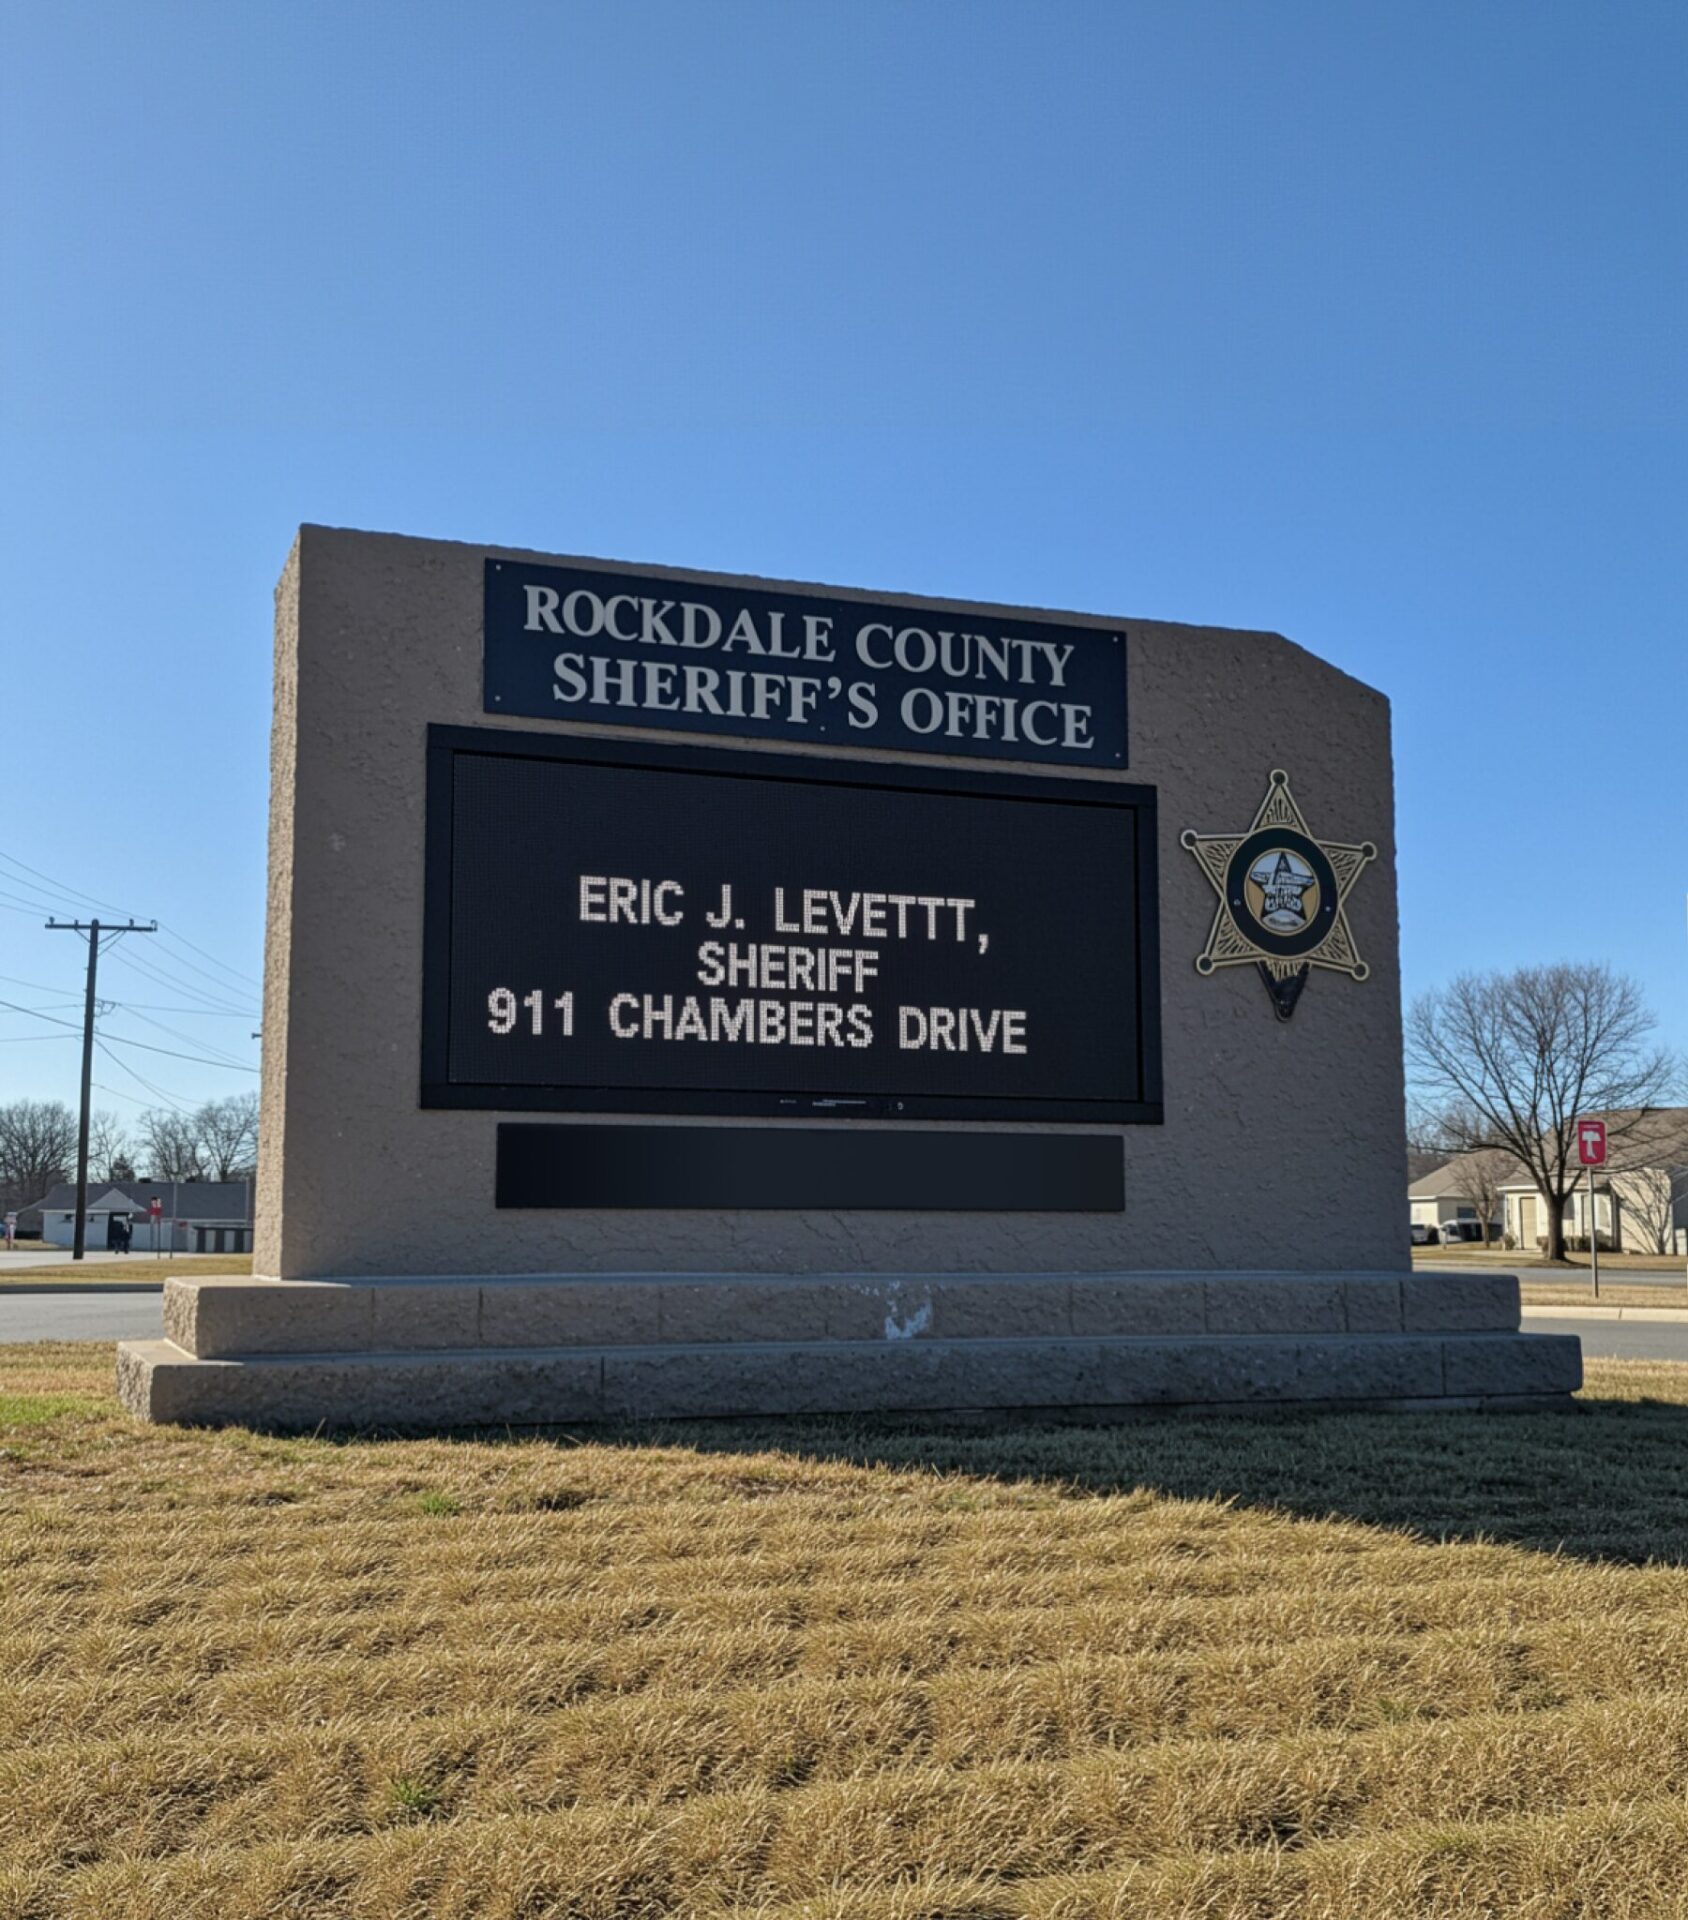 ROCKDALE COUNTY
SHERIFF'S OFFICE
ERIC J. LEVETTT,
SHERIFF
911 CHAMBERS DRIVE